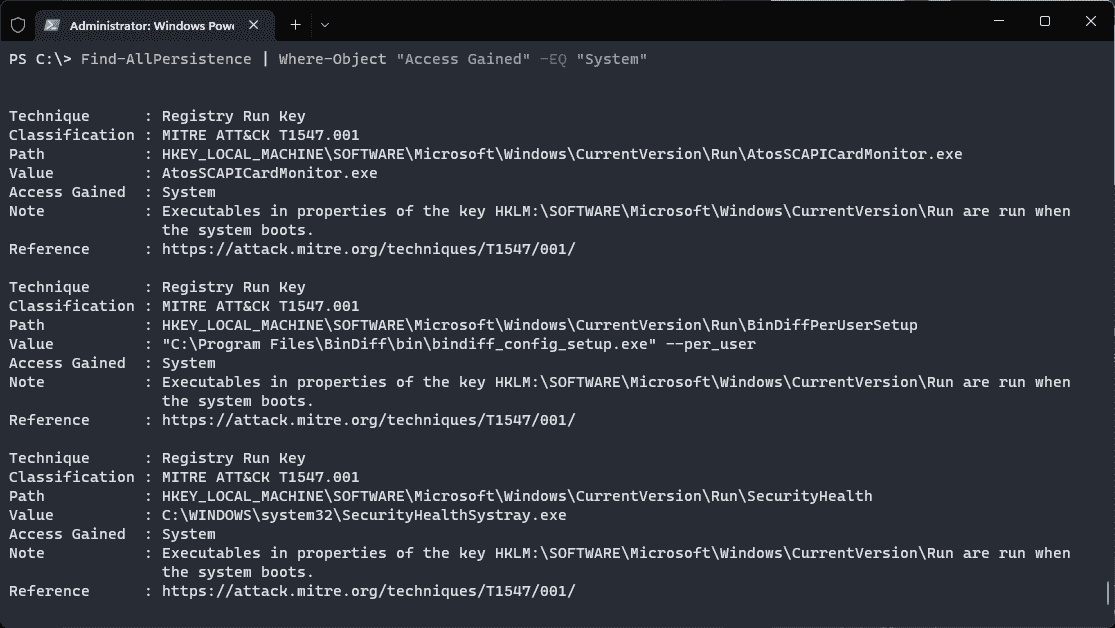 Administrator: Windows Pow
PS C:\> Find-AllPersistence | Where-Object "Access Gained" -EQ "System"
Technique : Registry Run Key
Classification : MITRE ATT&CK T1547.001
Path : HKEY_LOCAL_MACHINE\SOFTWARE\Microsoft\Windows\CurrentVersion\Run\AtosSCAPICardMonitor.exe
Value : AtosSCAPICardMonitor.exe
Access Gained : System
Note : Executables in properties of the key HKLM:\SOFTWARE\Microsoft\Windows\CurrentVersion\Run are run when
the system boots.
Reference : https://attack.mitre.org/techniques/T1547/001/
Technique : Registry Run Key
Classification : MITRE ATT&CK T1547.001
Path : HKEY_LOCAL_MACHINE\SOFTWARE\Microsoft\Windows\CurrentVersion\Run\BinDiffPerUserSetup
Value : "C:\Program Files\BinDiff\bin\bindiff_config_setup.exe" --per_user
Access Gained : System
Note : Executables in properties of the key HKLM:\SOFTWARE\Microsoft\Windows\CurrentVersion\Run are run when
the system boots.
Reference : https://attack.mitre.org/techniques/T1547/001/
Technique : Registry Run Key
Classification : MITRE ATT&CK T1547.001
Path : HKEY_LOCAL_MACHINE\SOFTWARE\Microsoft\Windows\CurrentVersion\Run\SecurityHealth
Value : C:\WINDOWS\system32\SecurityHealthSystray.exe
Access Gained : System
Note : Executables in properties of the key HKLM:\SOFTWARE\Microsoft\Windows\CurrentVersion\Run are run when
the system boots.
Reference : https://attack.mitre.org/techniques/T1547/001/